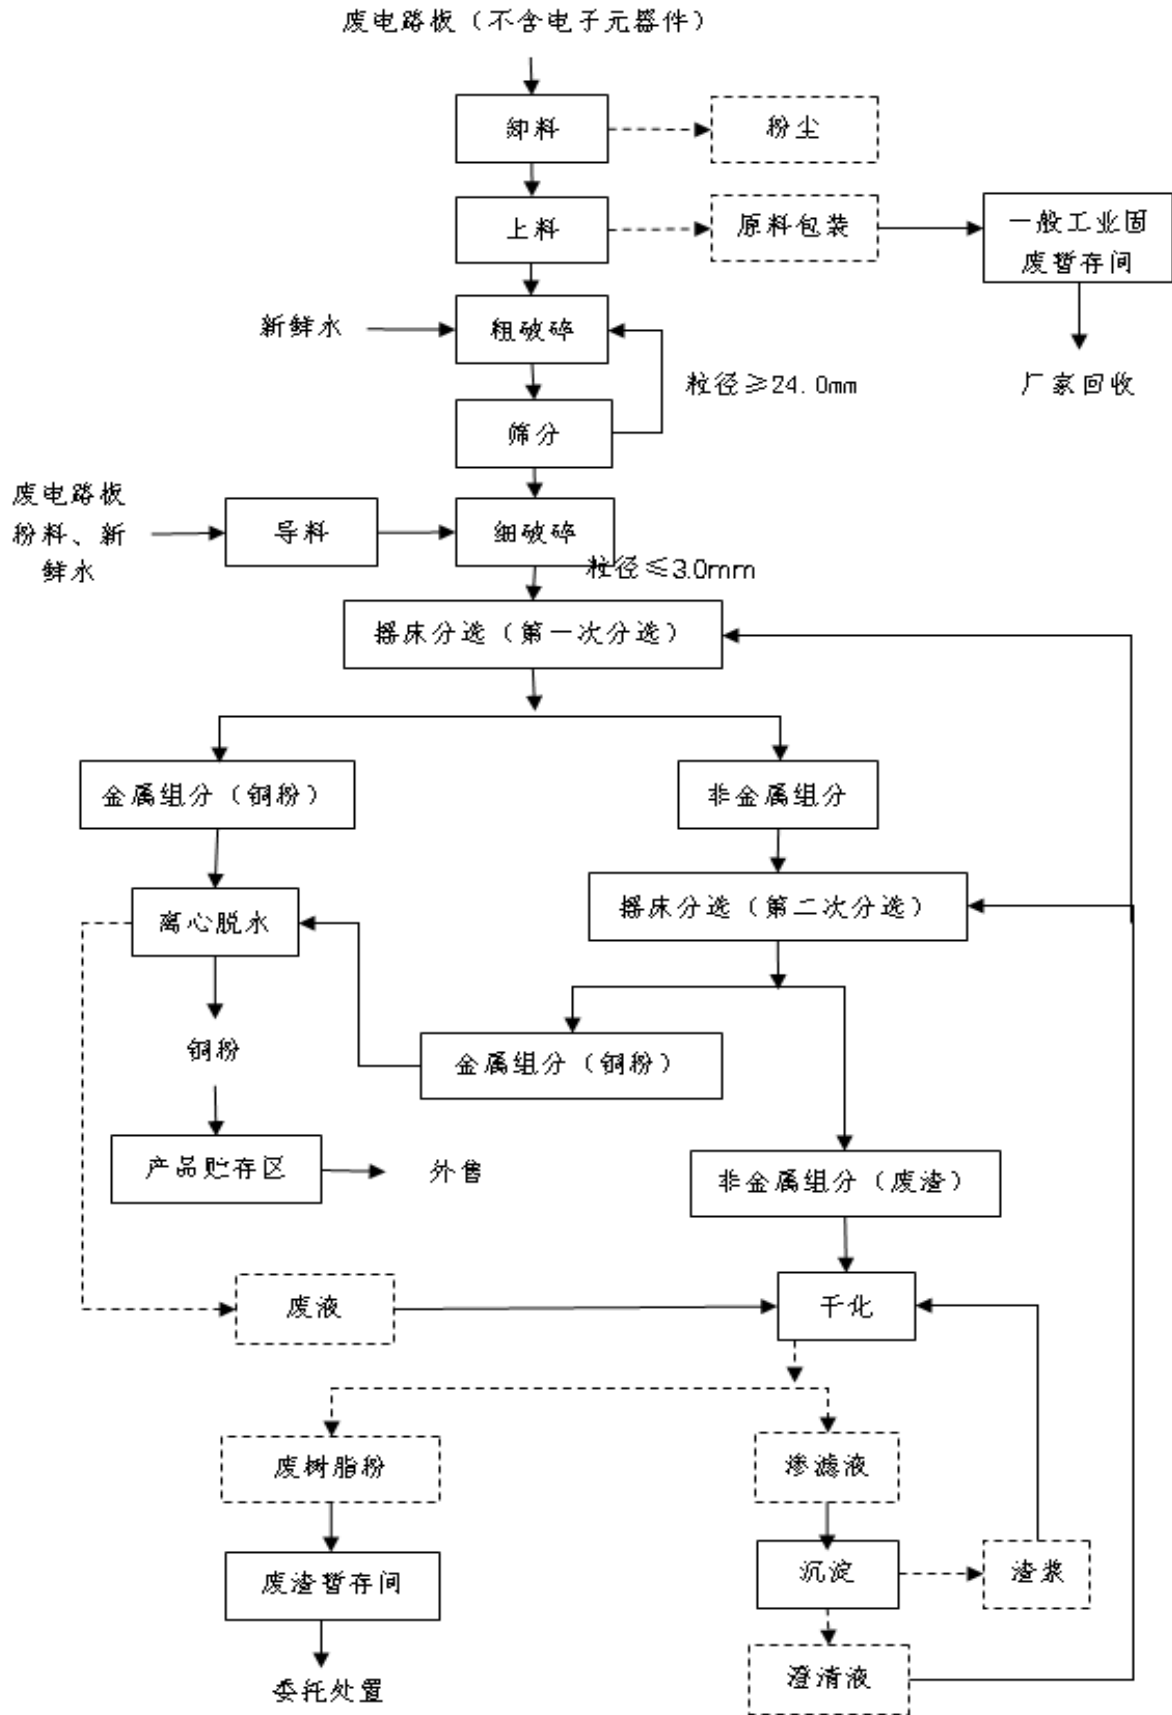 废电路板（不含电子元器件）
卸料
粉尘
上料
原料包装
一般工业固
废暂存间
新鲜水
粗破碎
粒径≥24.0mm
厂家回收
筛分
废电路板
粉料、新
鲜水
导料
细破碎
粒径≤3.0mm
摇床分选（第一次分选）
金属组分（铜粉）
非金属组分
离心脱水
摇床分选（第二次分选）
铜粉
金属组分（铜粉）
产品贮存区
外售
非金属组分（废渣）
废液
干化
废树脂粉
渗滤液
废渣暂存间
沉淀
渣浆
委托处置
澄清液